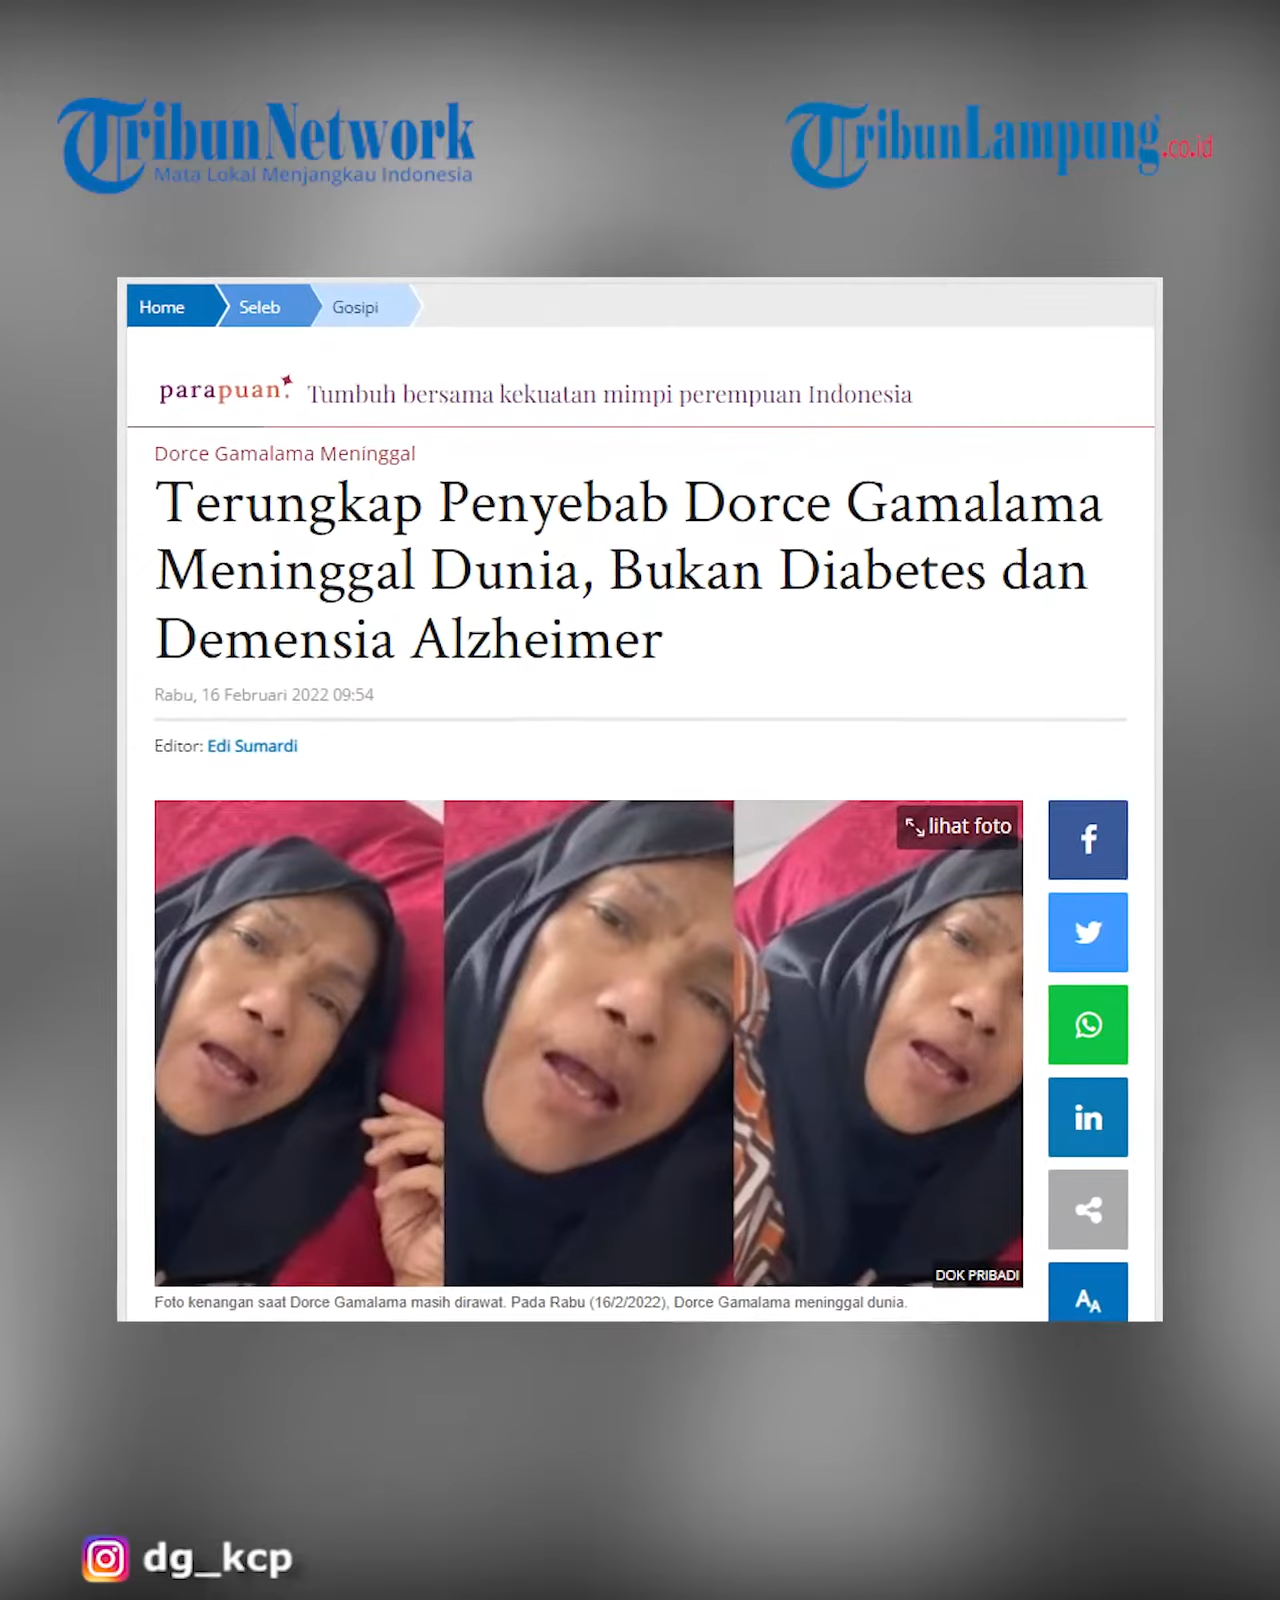 TribunNetwork
Mata Lokal Menjangkau Indonesia
TribunLampung.co.id
Home
Seleb
Gosipi
parapuan.
Tumbuh bersama kekuatan mimpi perempuan Indonesia
Dorce Gamalama Meninggal
Terungkap Penyebab Dorce Gamalama
Meninggal Dunia, Bukan Diabetes dan
Demensia Alzheimer
Rabu, 16 Februari 2022 09:54
Editor: Edi Sumardi
lihat foto
f
in
DOK PRIBADI
AA
Foto kenangan saat Dorce Gamalama masih dirawat. Pada Rabu (16/2/2022), Dorce Gamalama meninggal dunia.
dg_kcp